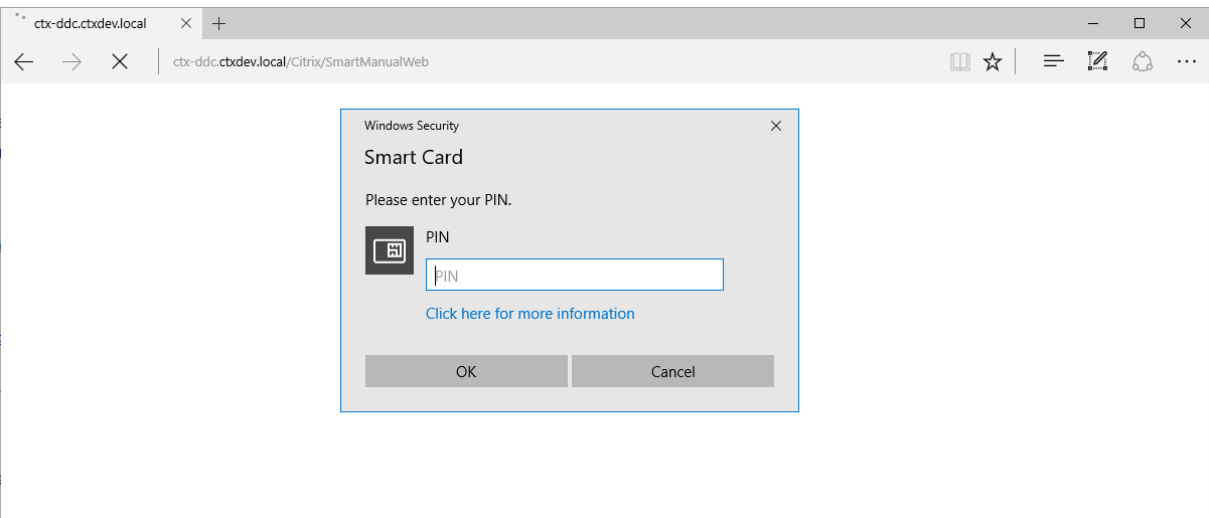 ctx-ddc.ctxdev.local
ctx-ddc.ctxdev.local/Citrix/SmartManualWeb
Windows Security
Smart Card
Please enter your PIN.
PIN
PIN
Click here for more information
OK Cancel